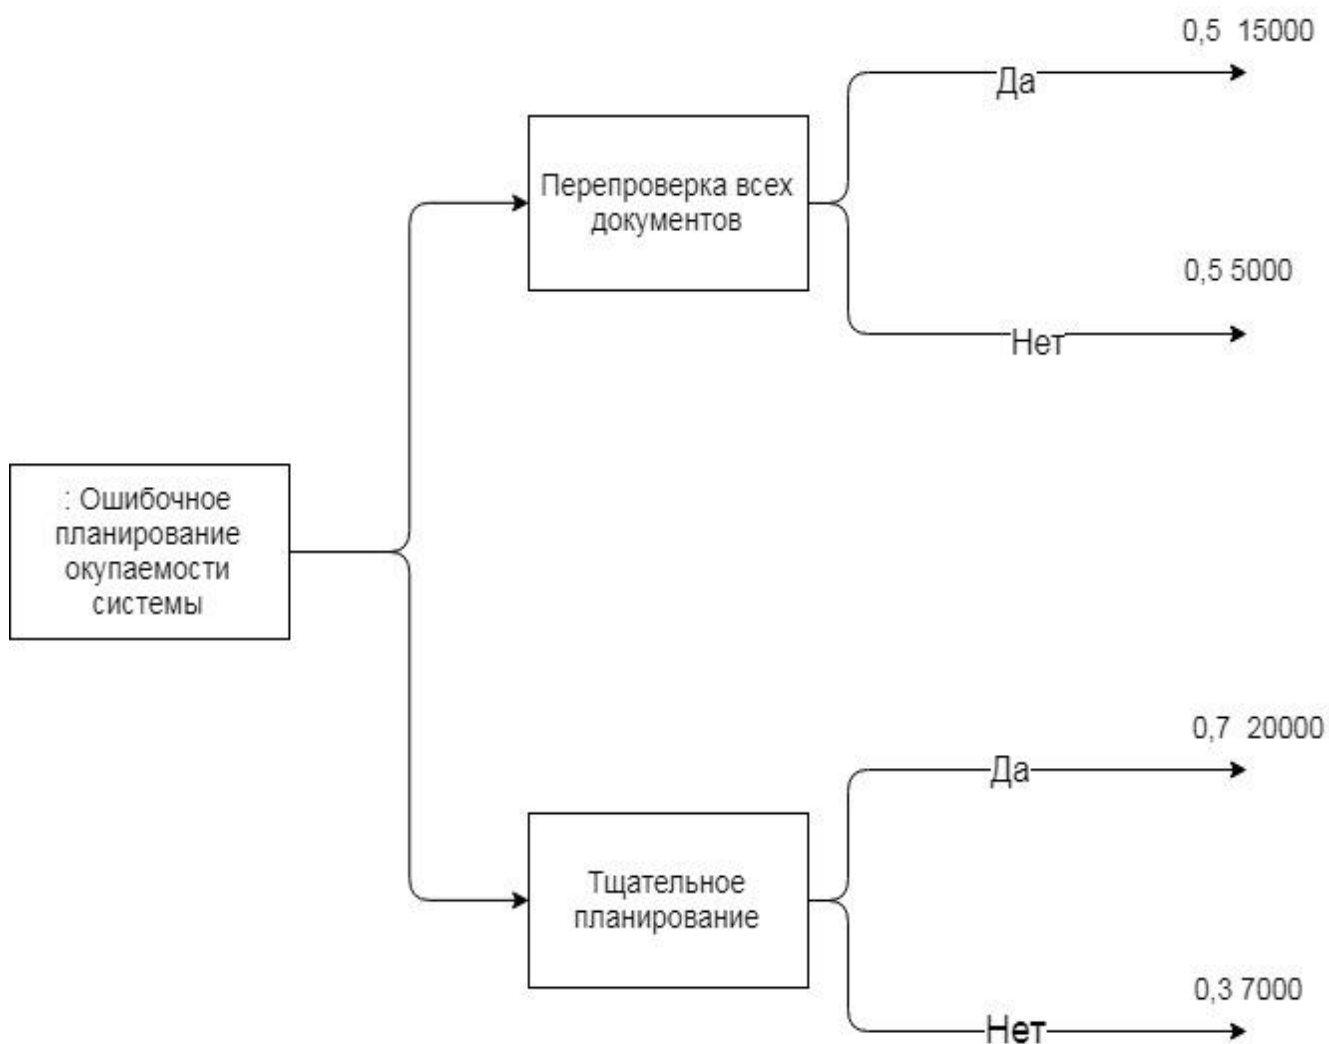 0,5 15000
Да
Перепроверка всех
документов
0,5 5000
Нет
: Ошибочное
планирование
окупаемости
системы
0,7 20000
Да
Тщательное
планирование
0,3 7000
Нет